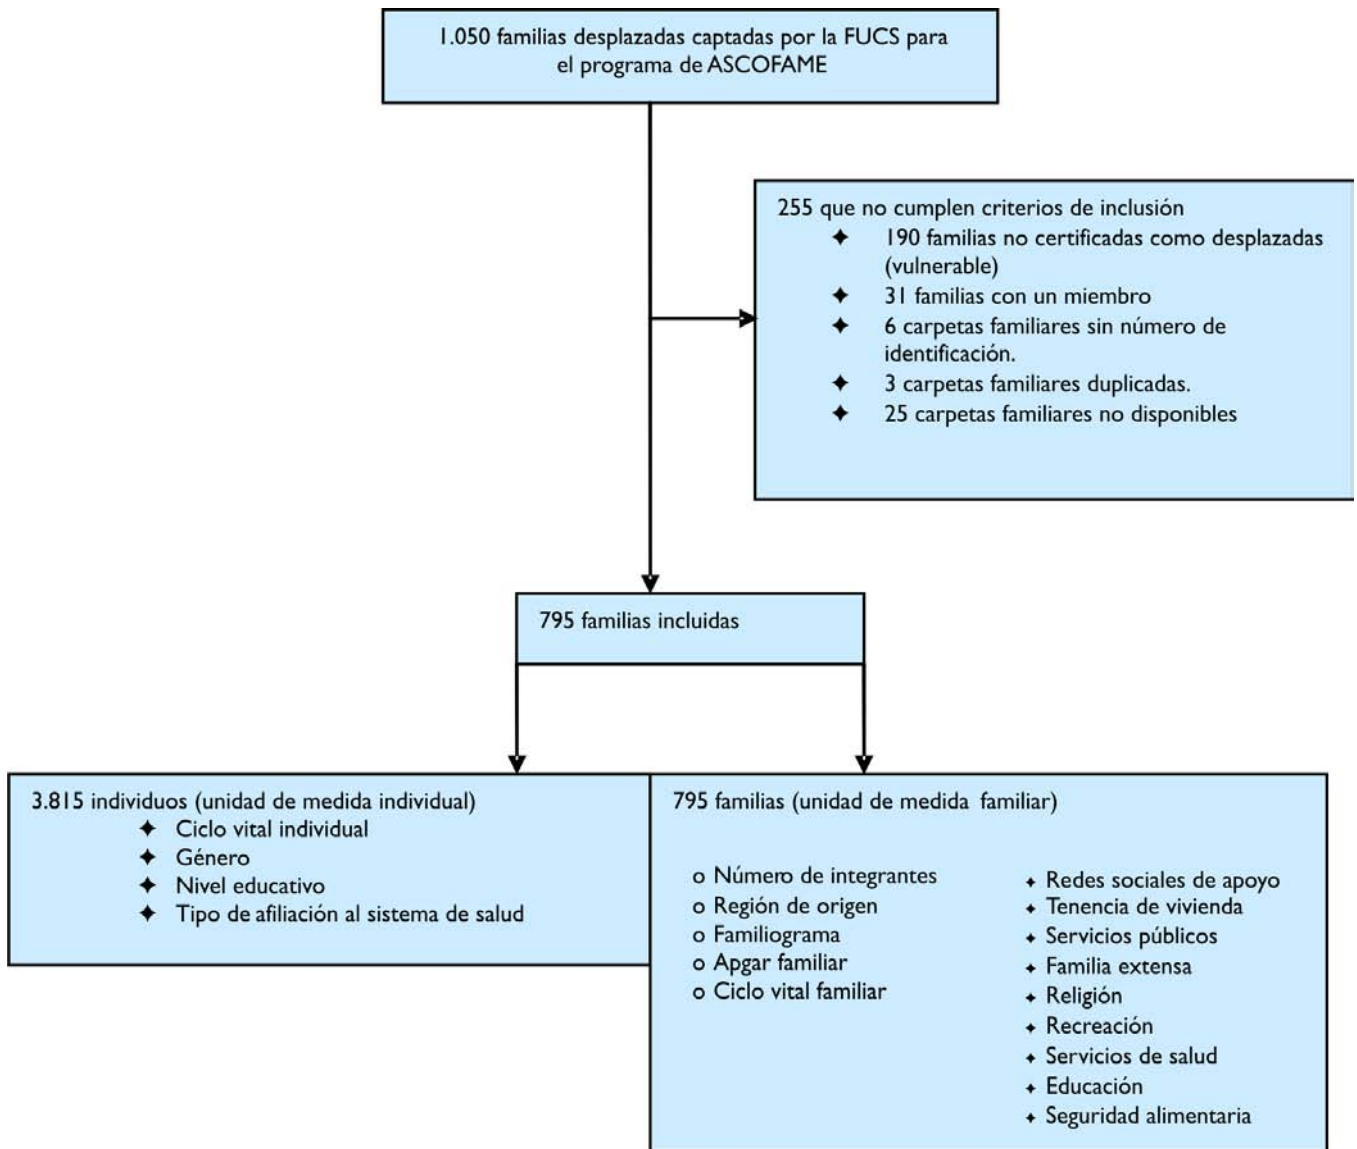 1.050 familias desplazadas captadas por la FUCS para
el programa de ASCOFAME
255 que no cumplen criterios de inclusión
✦ 190 familias no certificadas como desplazadas
(vulnerable)
✦ 31 familias con un miembro
✦ 6 carpetas familiares sin número de
identificación.
✦ 3 carpetas familiares duplicadas.
✦ 25 carpetas familiares no disponibles
795 familias incluidas
3.815 individuos (unidad de medida individual)
✦ Ciclo vital individual
✦ Género
✦ Nivel educativo
✦ Tipo de afiliación al sistema de salud
795 familias (unidad de medida familiar)
o Número de integrantes
o Región de origen
o Familiograma
o Apgar familiar
o Ciclo vital familiar
✦ Redes sociales de apoyo
✦ Tenencia de vivienda
✦ Servicios públicos
✦ Familia extensa
✦ Religión
✦ Recreación
✦ Servicios de salud
✦ Educación
✦ Seguridad alimentaria